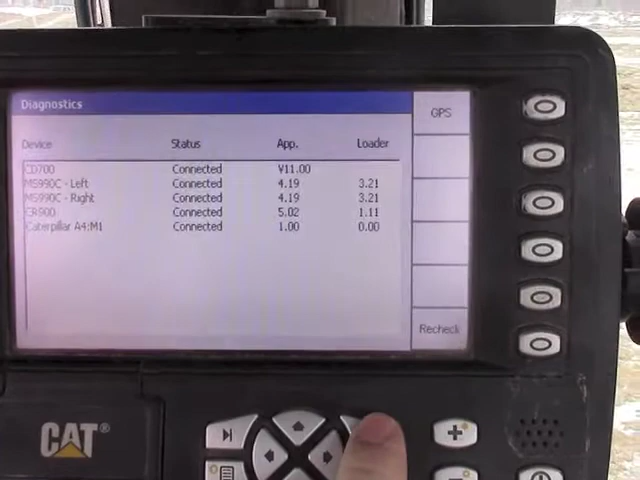 Diagnostics
GPS
Device Status App. Loader
CD700 Connected V11.00
MS990C - Left Connected 4.19 3.21
MS990C - Right Connected 4.19 3.21
CR900 Connected 5.02 1.11
Caterpillar A4:M1 Connected 1.00 0.00
Recheck
CAT®